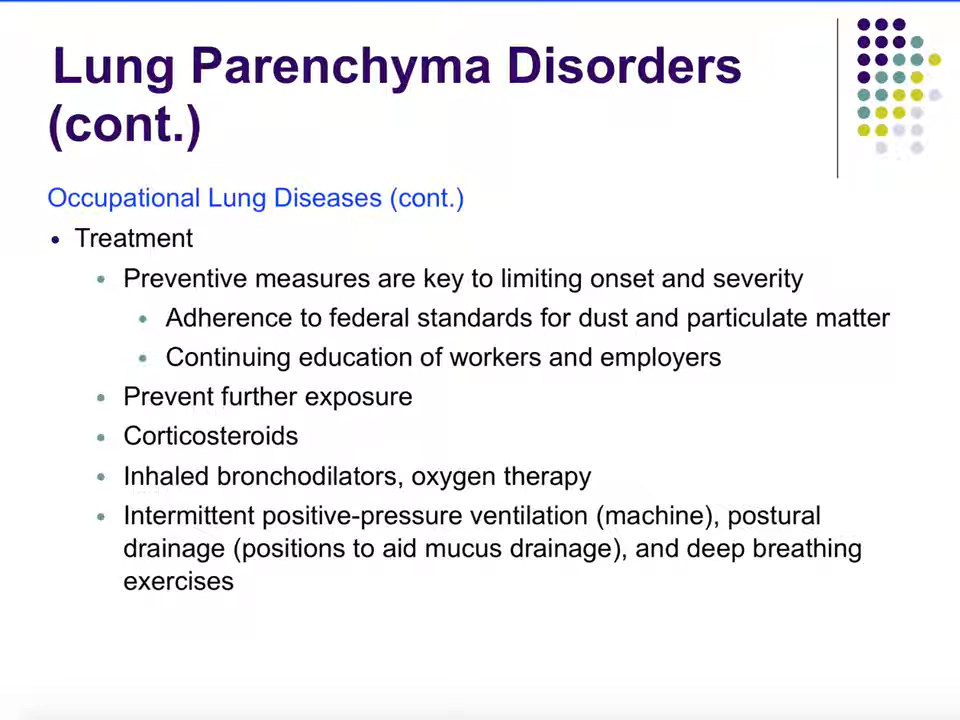 Lung Parenchyma Disorders
(cont.)
Occupational Lung Diseases (cont.)
• Treatment
• Preventive measures are key to limiting onset and severity
• Adherence to federal standards for dust and particulate matter
• Continuing education of workers and employers
• Prevent further exposure
• Corticosteroids
• Inhaled bronchodilators, oxygen therapy
• Intermittent positive-pressure ventilation (machine), postural
drainage (positions to aid mucus drainage), and deep breathing
exercises